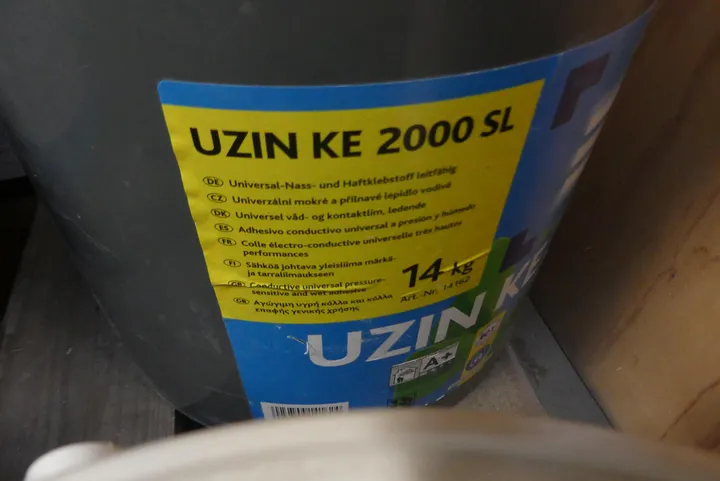 UZIN KE 2000 SL
DE Universal-Nass- und Haftklebstoff leitfähig
CZ Univerzální mokré a přilnavé lepidlo vodivé
DK Universel våd- og kontaktlim, ledende
ES Adhesivo conductivo universal a presión y húmedo
FR Colle électro-conductive universelle très hautes
performances
FI Sähköä johtava yleisliima märkä-
ja tarraliimaukseen
GB Conductive universal pressure-
sensitive and wet adhesive
GR Αγώγιμη υγρή κόλλα και κόλλα
επαφής γενικής χρήσης
14 kg
Art.-Nr.
UZIN KE
A+